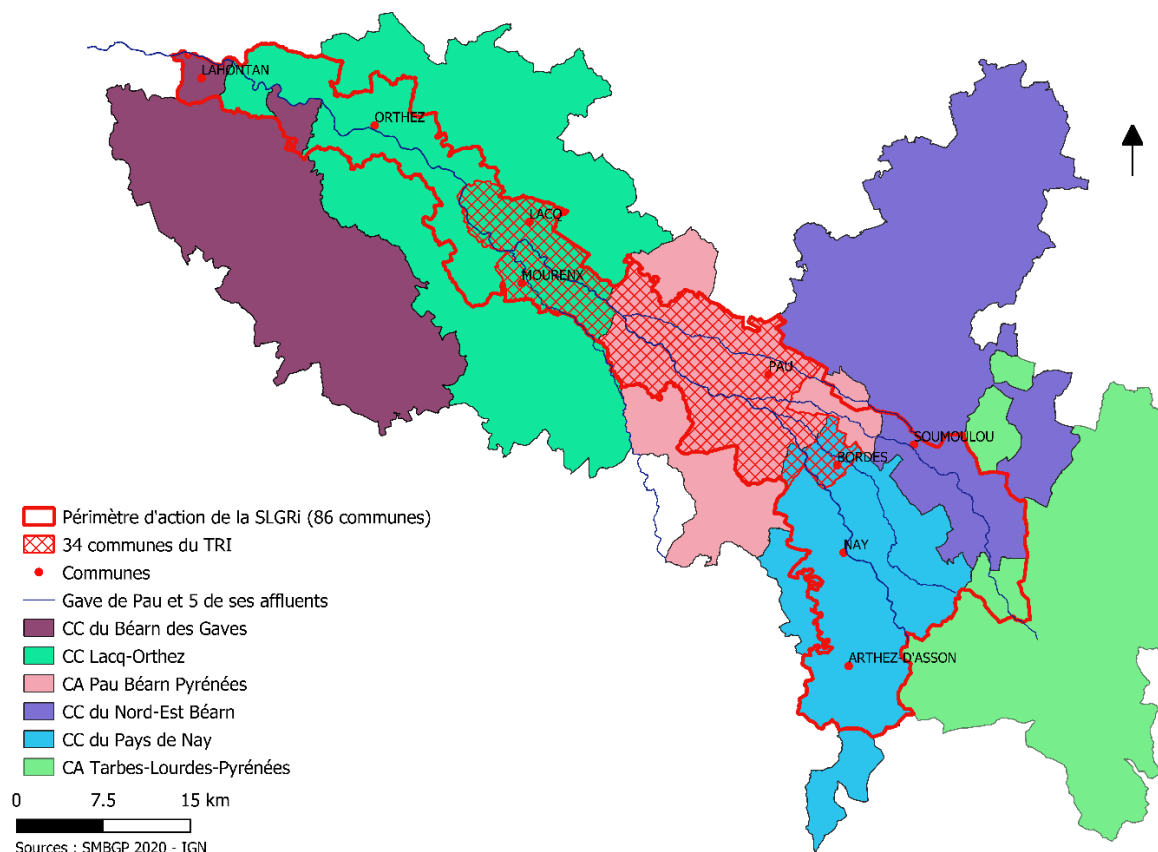 LAHONTAN
ORTHEZ
LACQ
MOURENX
PAU
SOUMOULOU
BORDES
NAY
ARTHEZ-D'ASSON
Périmètre d'action de la SLGRi (86 communes)
34 communes du TRI
Communes
Gave de Pau et 5 de ses affluents
CC du Béarn des Gaves
CC Lacq-Orthez
CA Pau Béarn Pyrénées
CC du Nord-Est Béarn
CC du Pays de Nay
CA Tarbes-Lourdes-Pyrénées
0 7.5 15 km
Sources : SMBGP 2020 - IGN